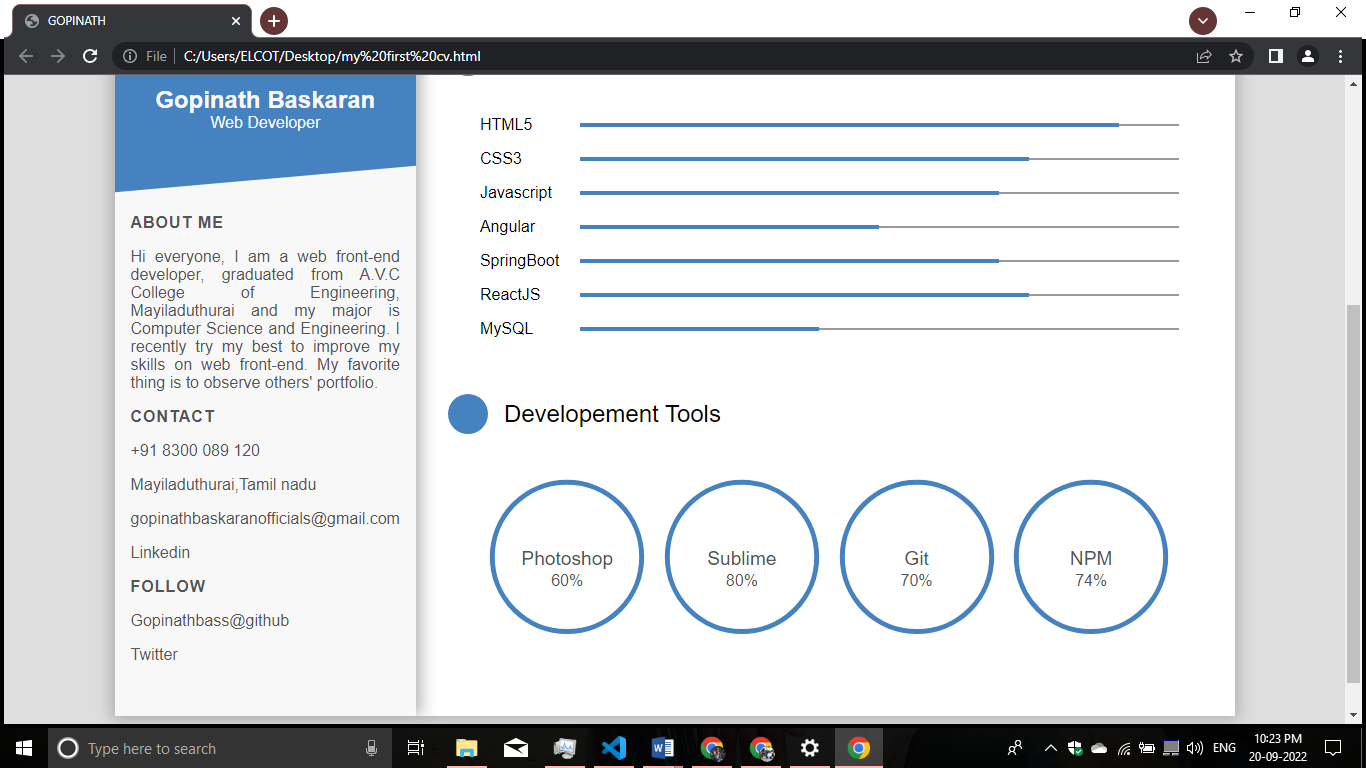 GOPINATH
File
C:/Users/ELCOT/Desktop/my%20first%20cv.html
Gopinath Baskaran
Web Developer
ABOUT ME
Hi everyone, I am a web front-end
developer, graduated from A.V.C
College of Engineering,
Mayiladuthurai and my major is
Computer Science and Engineering. I
recently try my best to improve my
skills on web front-end. My favorite
thing is to observe others' portfolio.
CONTACT
+91 8300 089 120
Mayiladuthurai,Tamil nadu
gopinathbaskaranofficials@gmail.com
Linkedin
FOLLOW
Gopinathbass@github
Twitter
HTML5
CSS3
Javascript
Angular
SpringBoot
ReactJS
MySQL
Developement Tools
Photoshop
60%
Sublime
80%
Git
70%
NPM
74%
Type here to search
ENG
10:23 PM
20-09-2022